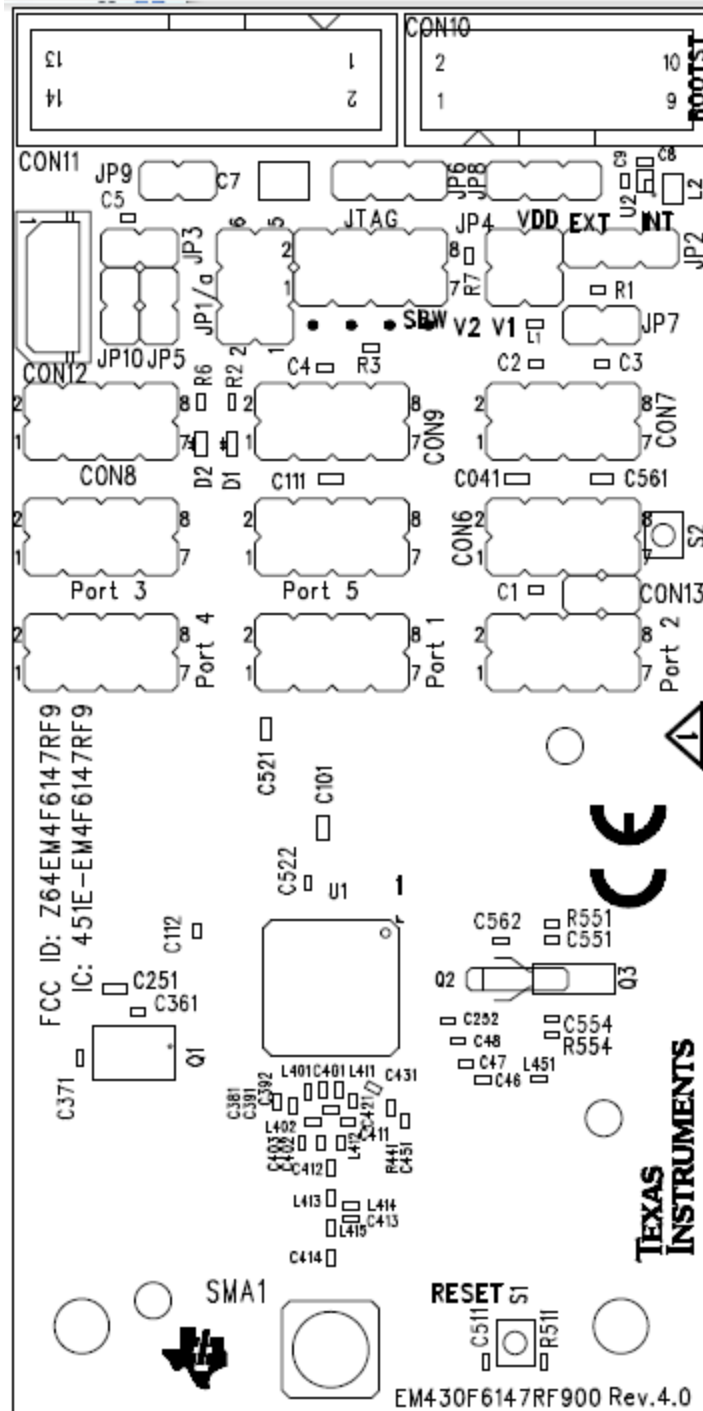 CON10
13 1
14 2
2 10
1 9
BOOTST
CON11
JP9
C7
JP6
JP8
C9
C8
U2
L2
C5
1
JP3
6 5
JTAG
2 8
1 7
JP4
R7
VDD
EXT
INT
JP2
JP1/a
R1
SBW
V2 V1
L1
JP7
JP10 JP5
2 1
CON12
R6
R2
C4
R3
C2
C3
2 8
1 7
CON8
D2
D1
2 8
1 7
CON9
2 8
1 7
CON7
C111
C041
C561
2 8
1 7
Port 3
2 8
1 7
Port 5
CON6
2 8
1 7
S2
C1
CON13
2 8
1 7
Port 4
2 8
1 7
Port 1
2 8
1 7
Port 2
C521
C101
1
FCC ID: Z64EM4F6147RF9
IC: 451E-EM4F6147RF9
CE
C522
U1
1
C112
C562
R551
C551
C251
C361
Q2
Q3
Q1
C371
C252
C48
C47
C46
C554
R554
L451
L401 C401 L411
C431
C381
C391
C392
C421
L402
C403
C402
C412
L412
C411
R441
C451
L413
L414
C413
L415
C414
TEXAS
INSTRUMENTS
SMA1
RESET
S1
C511
R511
EM430F6147RF900 Rev.4.0